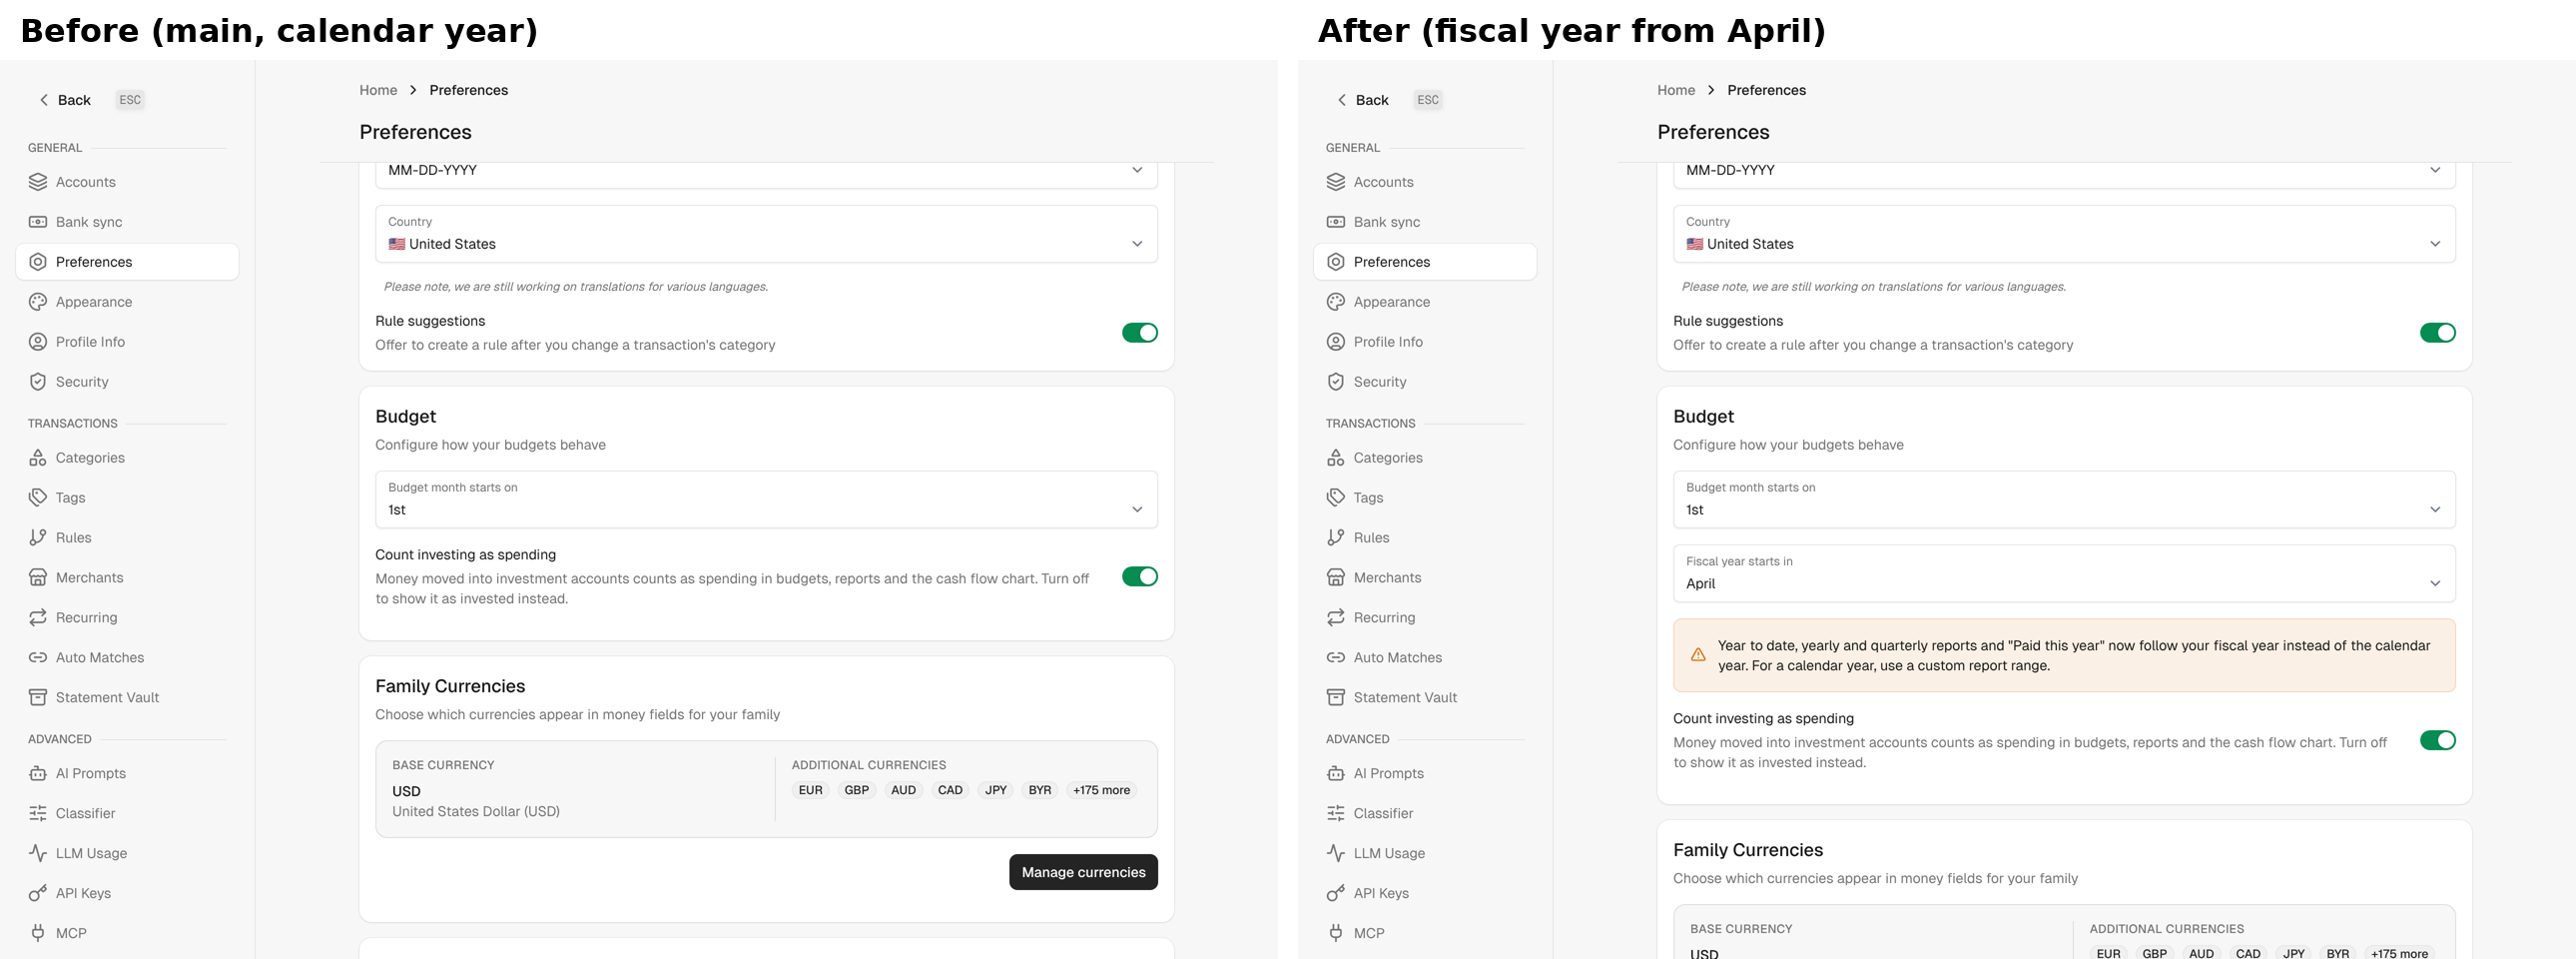 Before (main, calendar year)
Back
ESC
GENERAL
Accounts
Bank sync
Preferences
Appearance
Profile Info
Security
TRANSACTIONS
Categories
Tags
Rules
Merchants
Recurring
Auto Matches
Statement Vault
ADVANCED
AI Prompts
Classifier
LLM Usage
API Keys
MCP
Home > Preferences
Preferences
MM-DD-YYYY
Country
🇺🇸 United States
Please note, we are still working on translations for various languages.
Rule suggestions
Offer to create a rule after you change a transaction's category
Budget
Configure how your budgets behave
Budget month starts on
1st
Count investing as spending
Money moved into investment accounts counts as spending in budgets, reports and the cash flow chart. Turn off
to show it as invested instead.
Family Currencies
Choose which currencies appear in money fields for your family
BASE CURRENCY
USD
United States Dollar (USD)
ADDITIONAL CURRENCIES
EUR GBP AUD CAD JPY BYR +175 more
Manage currencies
After (fiscal year from April)
Back
ESC
GENERAL
Accounts
Bank sync
Preferences
Appearance
Profile Info
Security
TRANSACTIONS
Categories
Tags
Rules
Merchants
Recurring
Auto Matches
Statement Vault
ADVANCED
AI Prompts
Classifier
LLM Usage
API Keys
MCP
Home > Preferences
Preferences
MM-DD-YYYY
Country
🇺🇸 United States
Please note, we are still working on translations for various languages.
Rule suggestions
Offer to create a rule after you change a transaction's category
Budget
Configure how your budgets behave
Budget month starts on
1st
Fiscal year starts in
April
Year to date, yearly and quarterly reports and "Paid this year" now follow your fiscal year instead of the calendar
year. For a calendar year, use a custom report range.
Count investing as spending
Money moved into investment accounts counts as spending in budgets, reports and the cash flow chart. Turn off
to show it as invested instead.
Family Currencies
Choose which currencies appear in money fields for your family
BASE CURRENCY
USD
ADDITIONAL CURRENCIES
EUR GBP AUD CAD JPY BYR +175 more